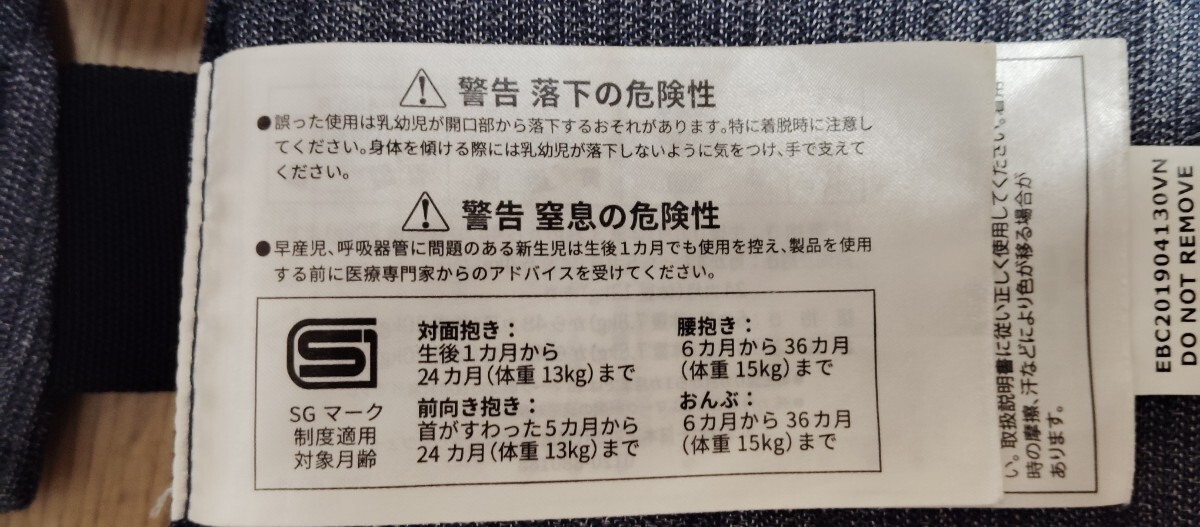 警告 落下の危険性
●誤った使用は乳幼児が開口部から落下するおそれがあります。特に着脱時に注意し
てください。身体を傾ける際には乳幼児が落下しないように気をつけ、手で支えて
ください。
警告 窒息の危険性
●早産児、呼吸器管に問題のある新生児は生後1カ月でも使用を控え、製品を使用
する前に医療専門家からのアドバイスを受けてください。
SG マーク
制度適用
対象月齢
対面抱き：
生後1カ月から
24カ月（体重 13kg）まで
前向き抱き：
首がすわった5カ月から
24 カ月（体重 13kg）まで
腰抱き：
6カ月から 36カ月
（体重 15kg）まで
おんぶ：
6カ月から 36カ月
（体重 15kg）まで
い。取扱説明書に従い正しく使用してください。
時の摩擦、汗などにより色が移る場合が
あります。
EBC201904130VN
DO NOT REMOVE